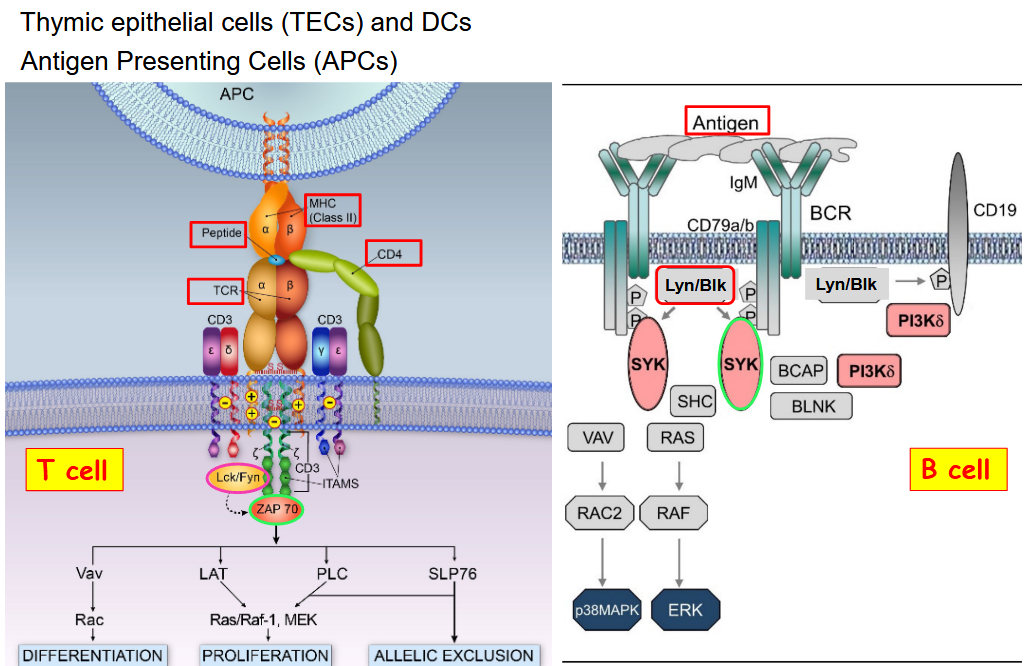 Thymic epithelial cells (TECs) and DCs
Antigen Presenting Cells (APCs)
APC
MHC
(Class II)
α
β
Peptide
CD4
TCR
α
β
CD3
CD3
ε
δ
γ
ε
S
S
+
+
+
−
−
−
ζ
ζ
CD3
ITAMS
Lck/Fyn
ZAP 70
T cell
Vav
LAT
PLC
SLP76
Rac
Ras/Raf-1, MEK
DIFFERENTIATION
PROLIFERATION
ALLELIC EXCLUSION
Antigen
IgM
BCR
CD79a/b
CD19
Lyn/Blk
Lyn/Blk
P
P
P
P
P
PI3Kδ
SYK
SYK
BCAP
PI3Kδ
SHC
BLNK
VAV
RAS
B cell
RAC2
RAF
p38MAPK
ERK